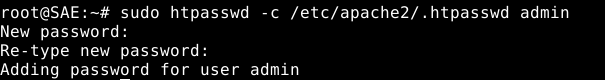 root@SAE:~# sudo htpasswd -c /etc/apache2/.htpasswd admin
New password:
Re-type new password:
Adding password for user admin